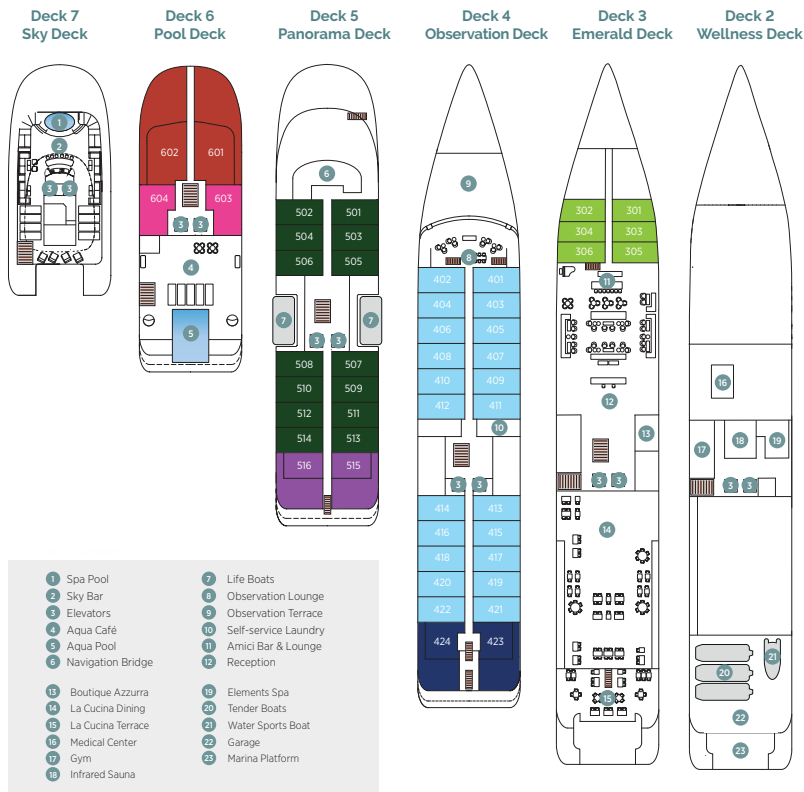 Deck 7
Sky Deck
Deck 6
Pool Deck
Deck 5
Panorama Deck
Deck 4
Observation Deck
Deck 3
Emerald Deck
Deck 2
Wellness Deck
1
2
3 3
602 601
604 603
3 3
4
5
6
502 501
504 503
506 505
7 7
3 3
508 507
510 509
512 511
514 513
516 515
9
8
402 401
404 403
406 405
408 407
410 409
412 411
10
3 3
414 413
416 415
418 417
420 419
422 421
424 423
302 301
304 303
306 305
11
12
13
3 3
14
15
16
17 18 19
3 3
20 21
22
23
1 Spa Pool
2 Sky Bar
3 Elevators
4 Aqua Café
5 Aqua Pool
6 Navigation Bridge
7 Life Boats
8 Observation Lounge
9 Observation Terrace
10 Self-service Laundry
11 Amici Bar & Lounge
12 Reception
13 Boutique Azzurra
14 La Cucina Dining
15 La Cucina Terrace
16 Medical Center
17 Gym
18 Infrared Sauna
19 Elements Spa
20 Tender Boats
21 Water Sports Boat
22 Garage
23 Marina Platform